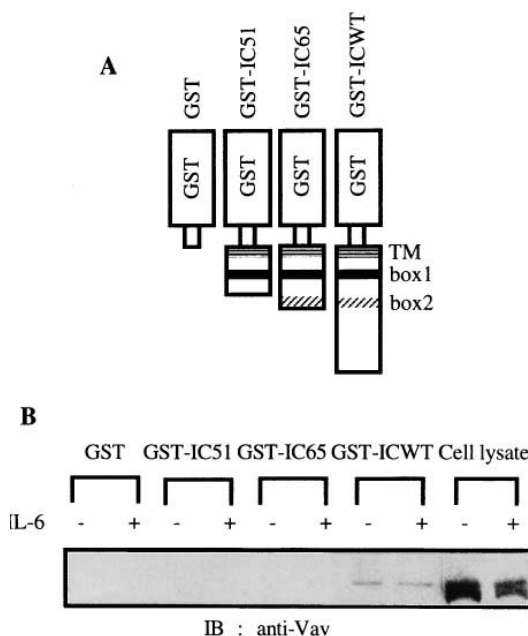 A
GST
GST-IC51
GST-IC65
GST-ICWT
GST
GST
GST
GST
TM
box1
box2
B
GST GST-IC51 GST-IC65 GST-ICWT Cell lysate
IL-6 - + - + - + - + - +
IB : anti-Vav